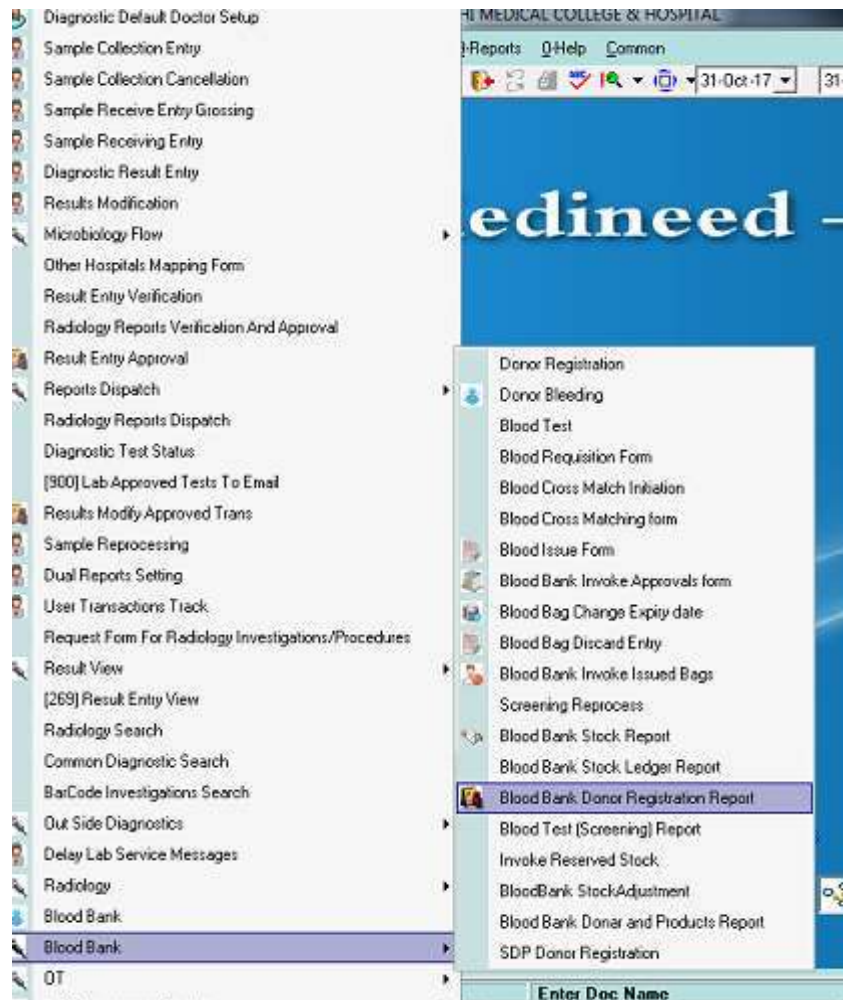 Diagnostic Default Doctor Setup
Sample Collection Entry
Sample Collection Cancellation
Sample Receive Entry Grossing
Sample Receiving Entry
Diagnostic Result Entry
Results Modification
Microbiology Flow
Other Hospitals Mapping Form
Result Entry Verification
Radiology Reports Verification And Approval
Result Entry Approval
Reports Dispatch
Radiology Reports Dispatch
Diagnostic Test Status
[900] Lab Approved Tests To Email
Results Modify Approved Trans
Sample Reprocessing
Dual Reports Setting
User Transactions Track
Request Form For Radiology Investigations/Procedures
Result View
[269] Result Entry View
Radiology Search
Common Diagnostic Search
BarCode Investigations Search
Out Side Diagnostics
Delay Lab Service Messages
Radiology
Blood Bank
Blood Bank
OT
HI MEDICAL COLLEGE & HOSPITAL
-Reports 0-Help Common
31-Oct-17 31-
edineed -
Donor Registration
Donor Bleeding
Blood Test
Blood Requisition Form
Blood Cross Match Initiation
Blood Cross Matching form
Blood Issue Form
Blood Bank Invoke Approvals form
Blood Bag Change Expiry date
Blood Bag Discard Entry
Blood Bank Invoke Issued Bags
Screening Reprocess
Blood Bank Stock Report
Blood Bank Stock Ledger Report
Blood Bank Donor Registration Report
Blood Test (Screening) Report
Invoke Reserved Stock
BloodBank StockAdjustment
Blood Bank Donar and Products Report
SDP Donor Registration
Enter Doc Name